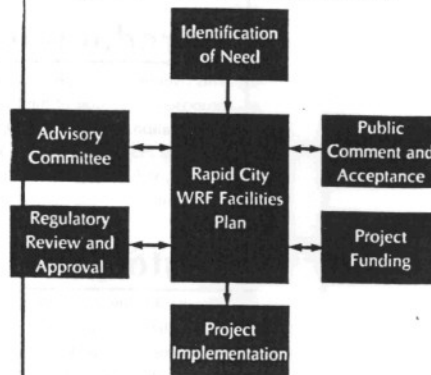 Identification
of Need
Advisory
Committee
Rapid City
WRF Facilities
Plan
Public
Comment and
Acceptance
Regulatory
Review and
Approval
Project
Funding
Project
Implementation